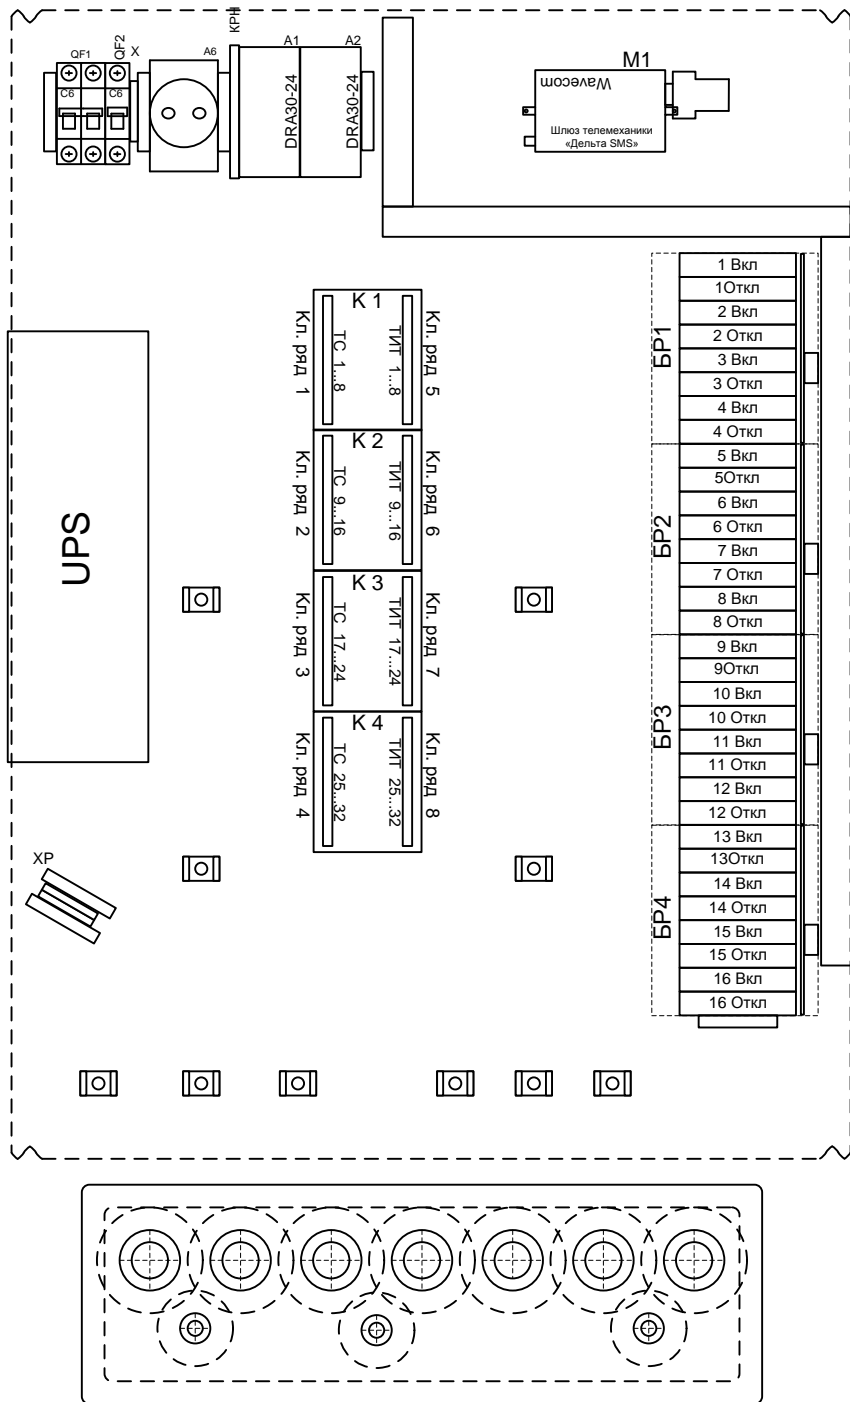 QF1
QF2
X
A6
КРН
A1
A2
C6
C6
DRA30-24
DRA30-24
M1
Wavecom
Шлюз телемеханики
«Дельта SMS»
UPS
XP
К 1
Кл. ряд 1
ТС 1...8
ТИТ 1...8
Кл. ряд 5
К 2
Кл. ряд 2
ТС 9...16
ТИТ 9...16
Кл. ряд 6
К 3
Кл. ряд 3
ТС 17...24
ТИТ 17...24
Кл. ряд 7
К 4
Кл. ряд 4
ТС 25...32
ТИТ 25...32
Кл. ряд 8
БР1
1 Вкл
1Откл
2 Вкл
2 Откл
3 Вкл
3 Откл
4 Вкл
4 Откл
БР2
5 Вкл
5Откл
6 Вкл
6 Откл
7 Вкл
7 Откл
8 Вкл
8 Откл
БР3
9 Вкл
9Откл
10 Вкл
10 Откл
11 Вкл
11 Откл
12 Вкл
12 Откл
БР4
13 Вкл
13Откл
14 Вкл
14 Откл
15 Вкл
15 Откл
16 Вкл
16 Откл